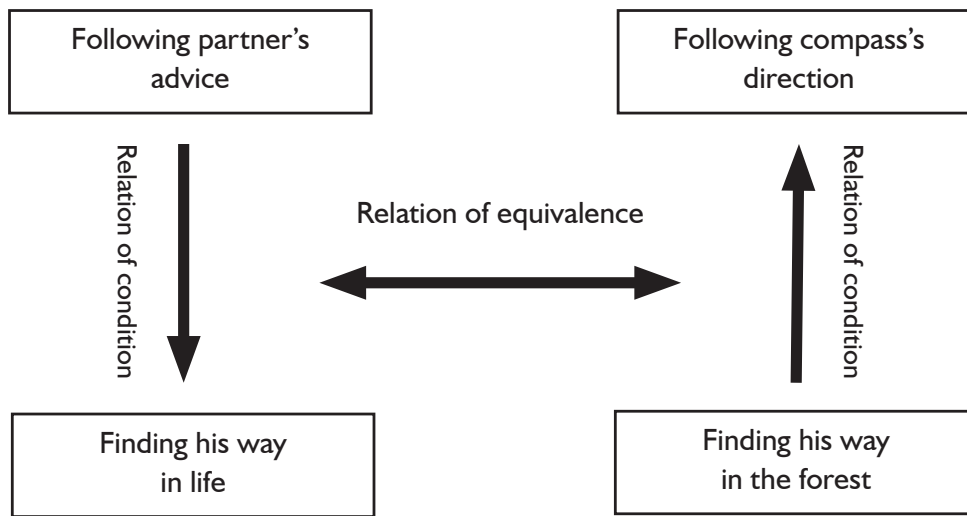 Following partner’s
advice
Following compass’s
direction
Relation of condition
Relation of equivalence
Relation of condition
Finding his way
in life
Finding his way
in the forest